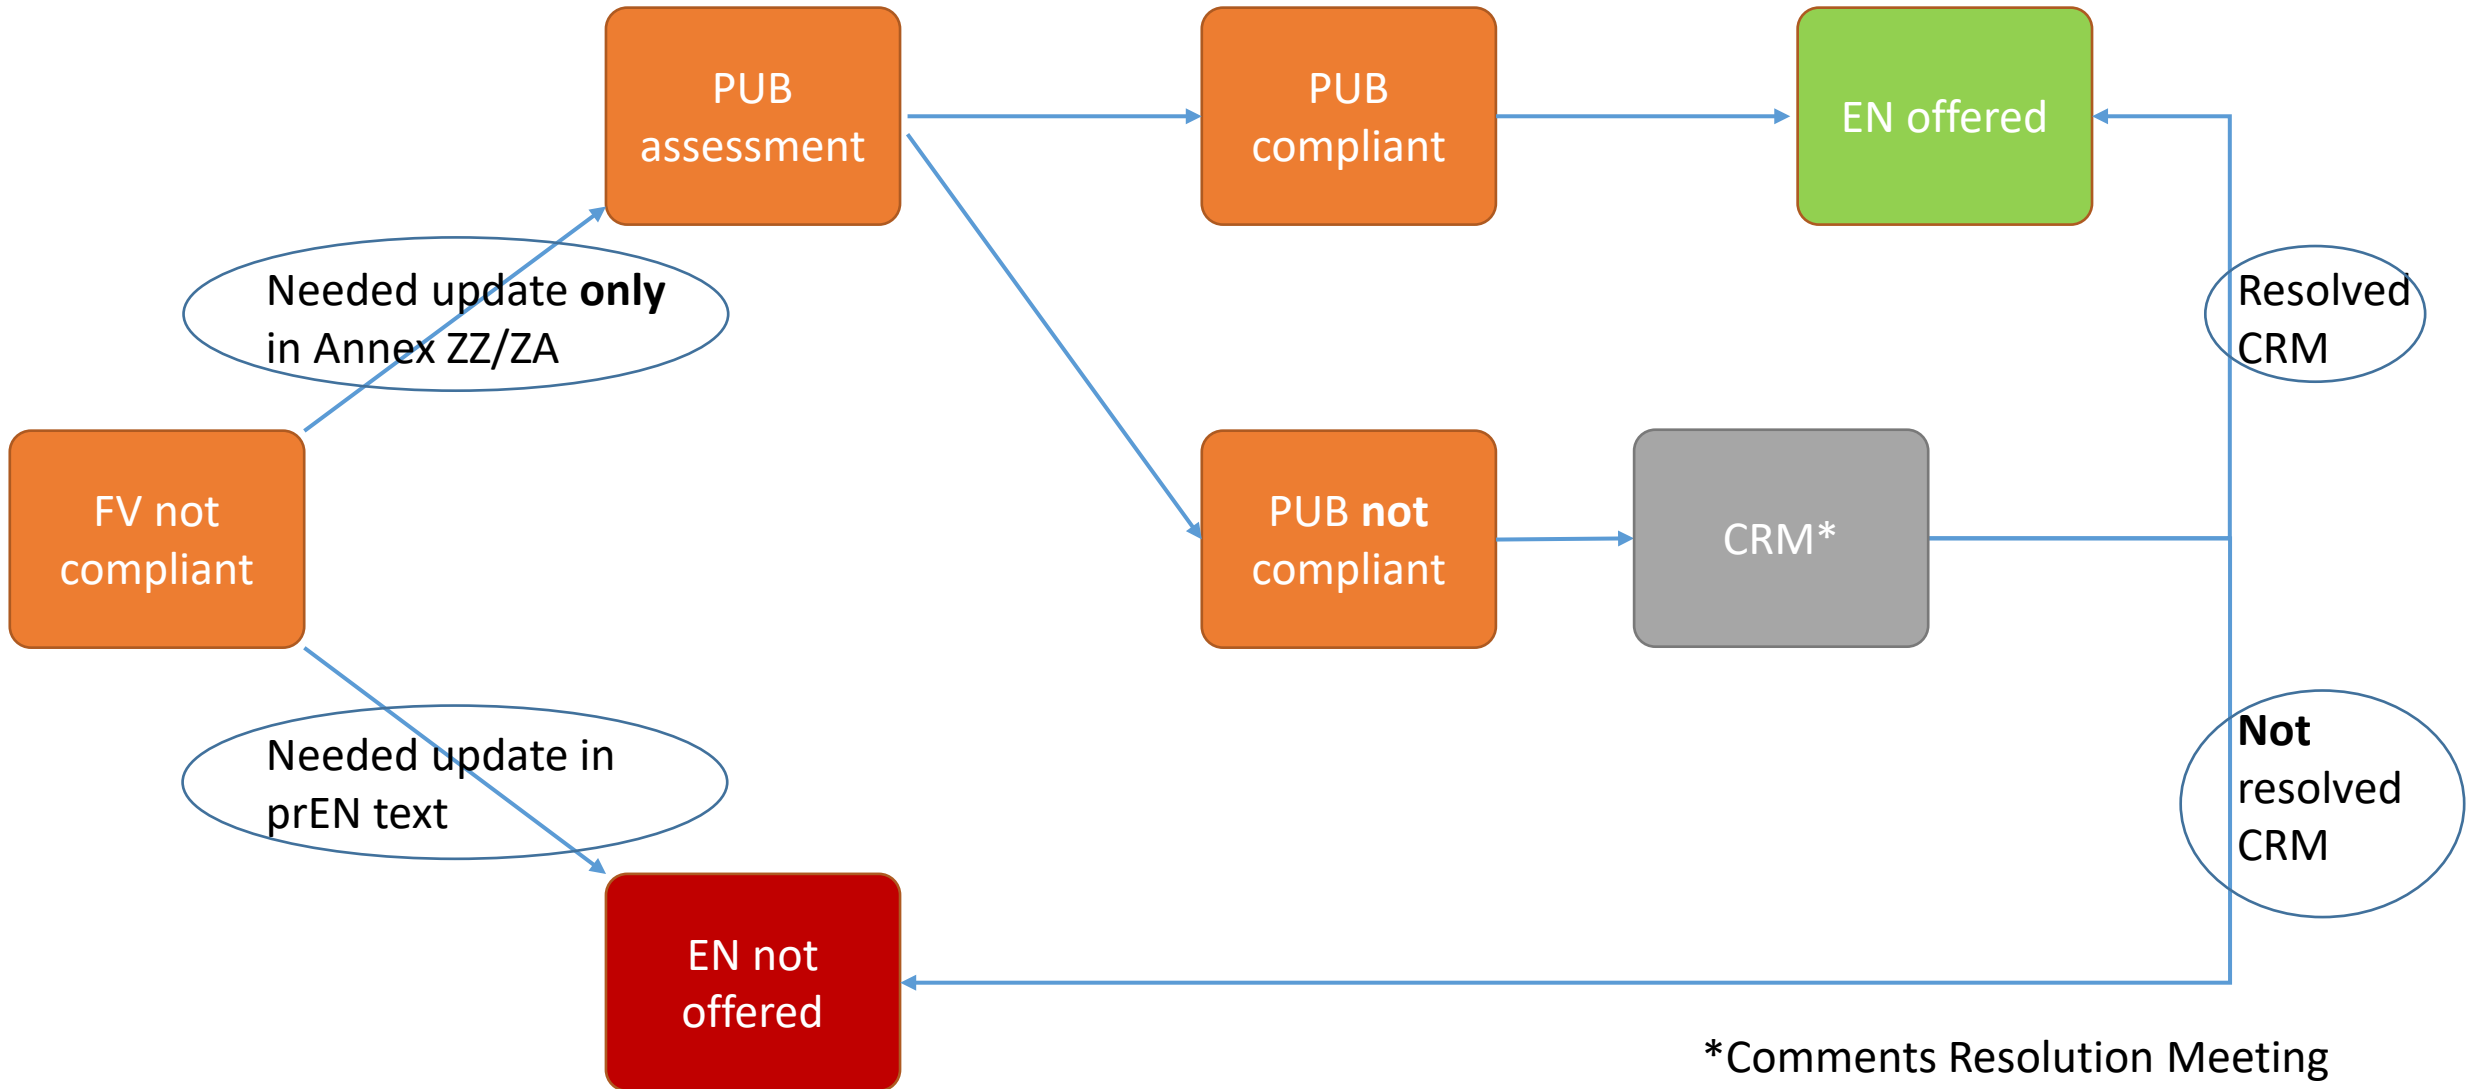 PUB
assessment
PUB
compliant
EN offered
Needed update only
in Annex ZZ/ZA
Resolved
CRM
FV not
compliant
PUB not
compliant
CRM*
Needed update in
prEN text
Not
resolved
CRM
EN not
offered
*Comments Resolution Meeting